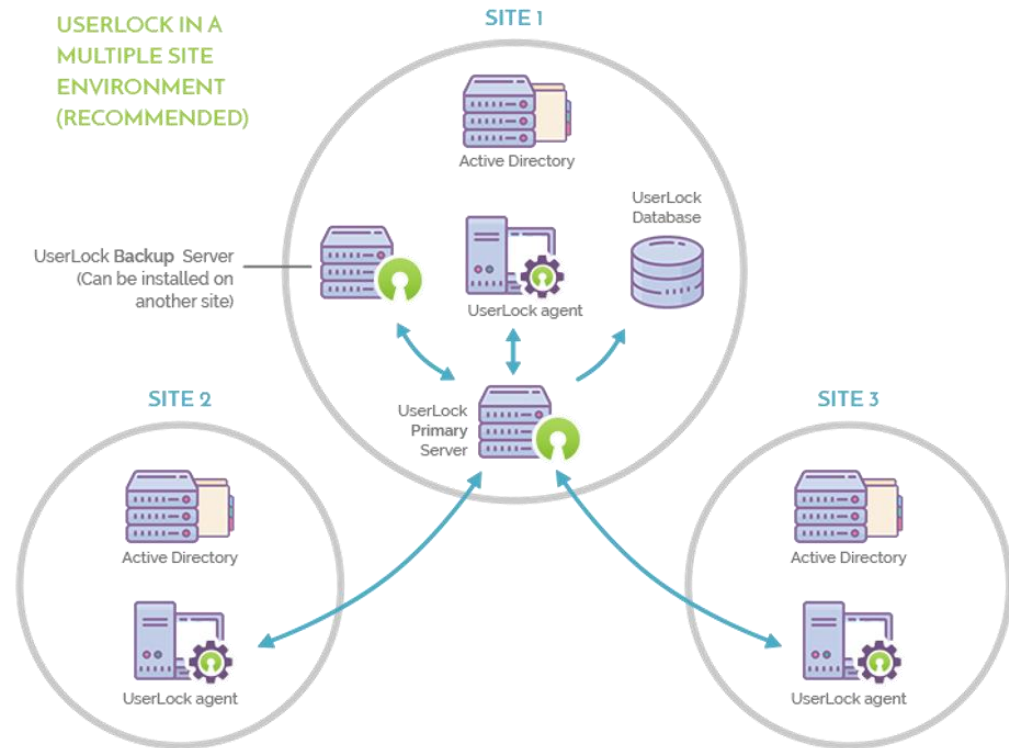 USERLOCK IN A
MULTIPLE SITE
ENVIRONMENT
(RECOMMENDED)
SITE 1
Active Directory
UserLock
Database
UserLock Backup Server
(Can be installed on
another site)
UserLock agent
UserLock
Primary
Server
SITE 2
Active Directory
UserLock agent
SITE 3
Active Directory
UserLock agent